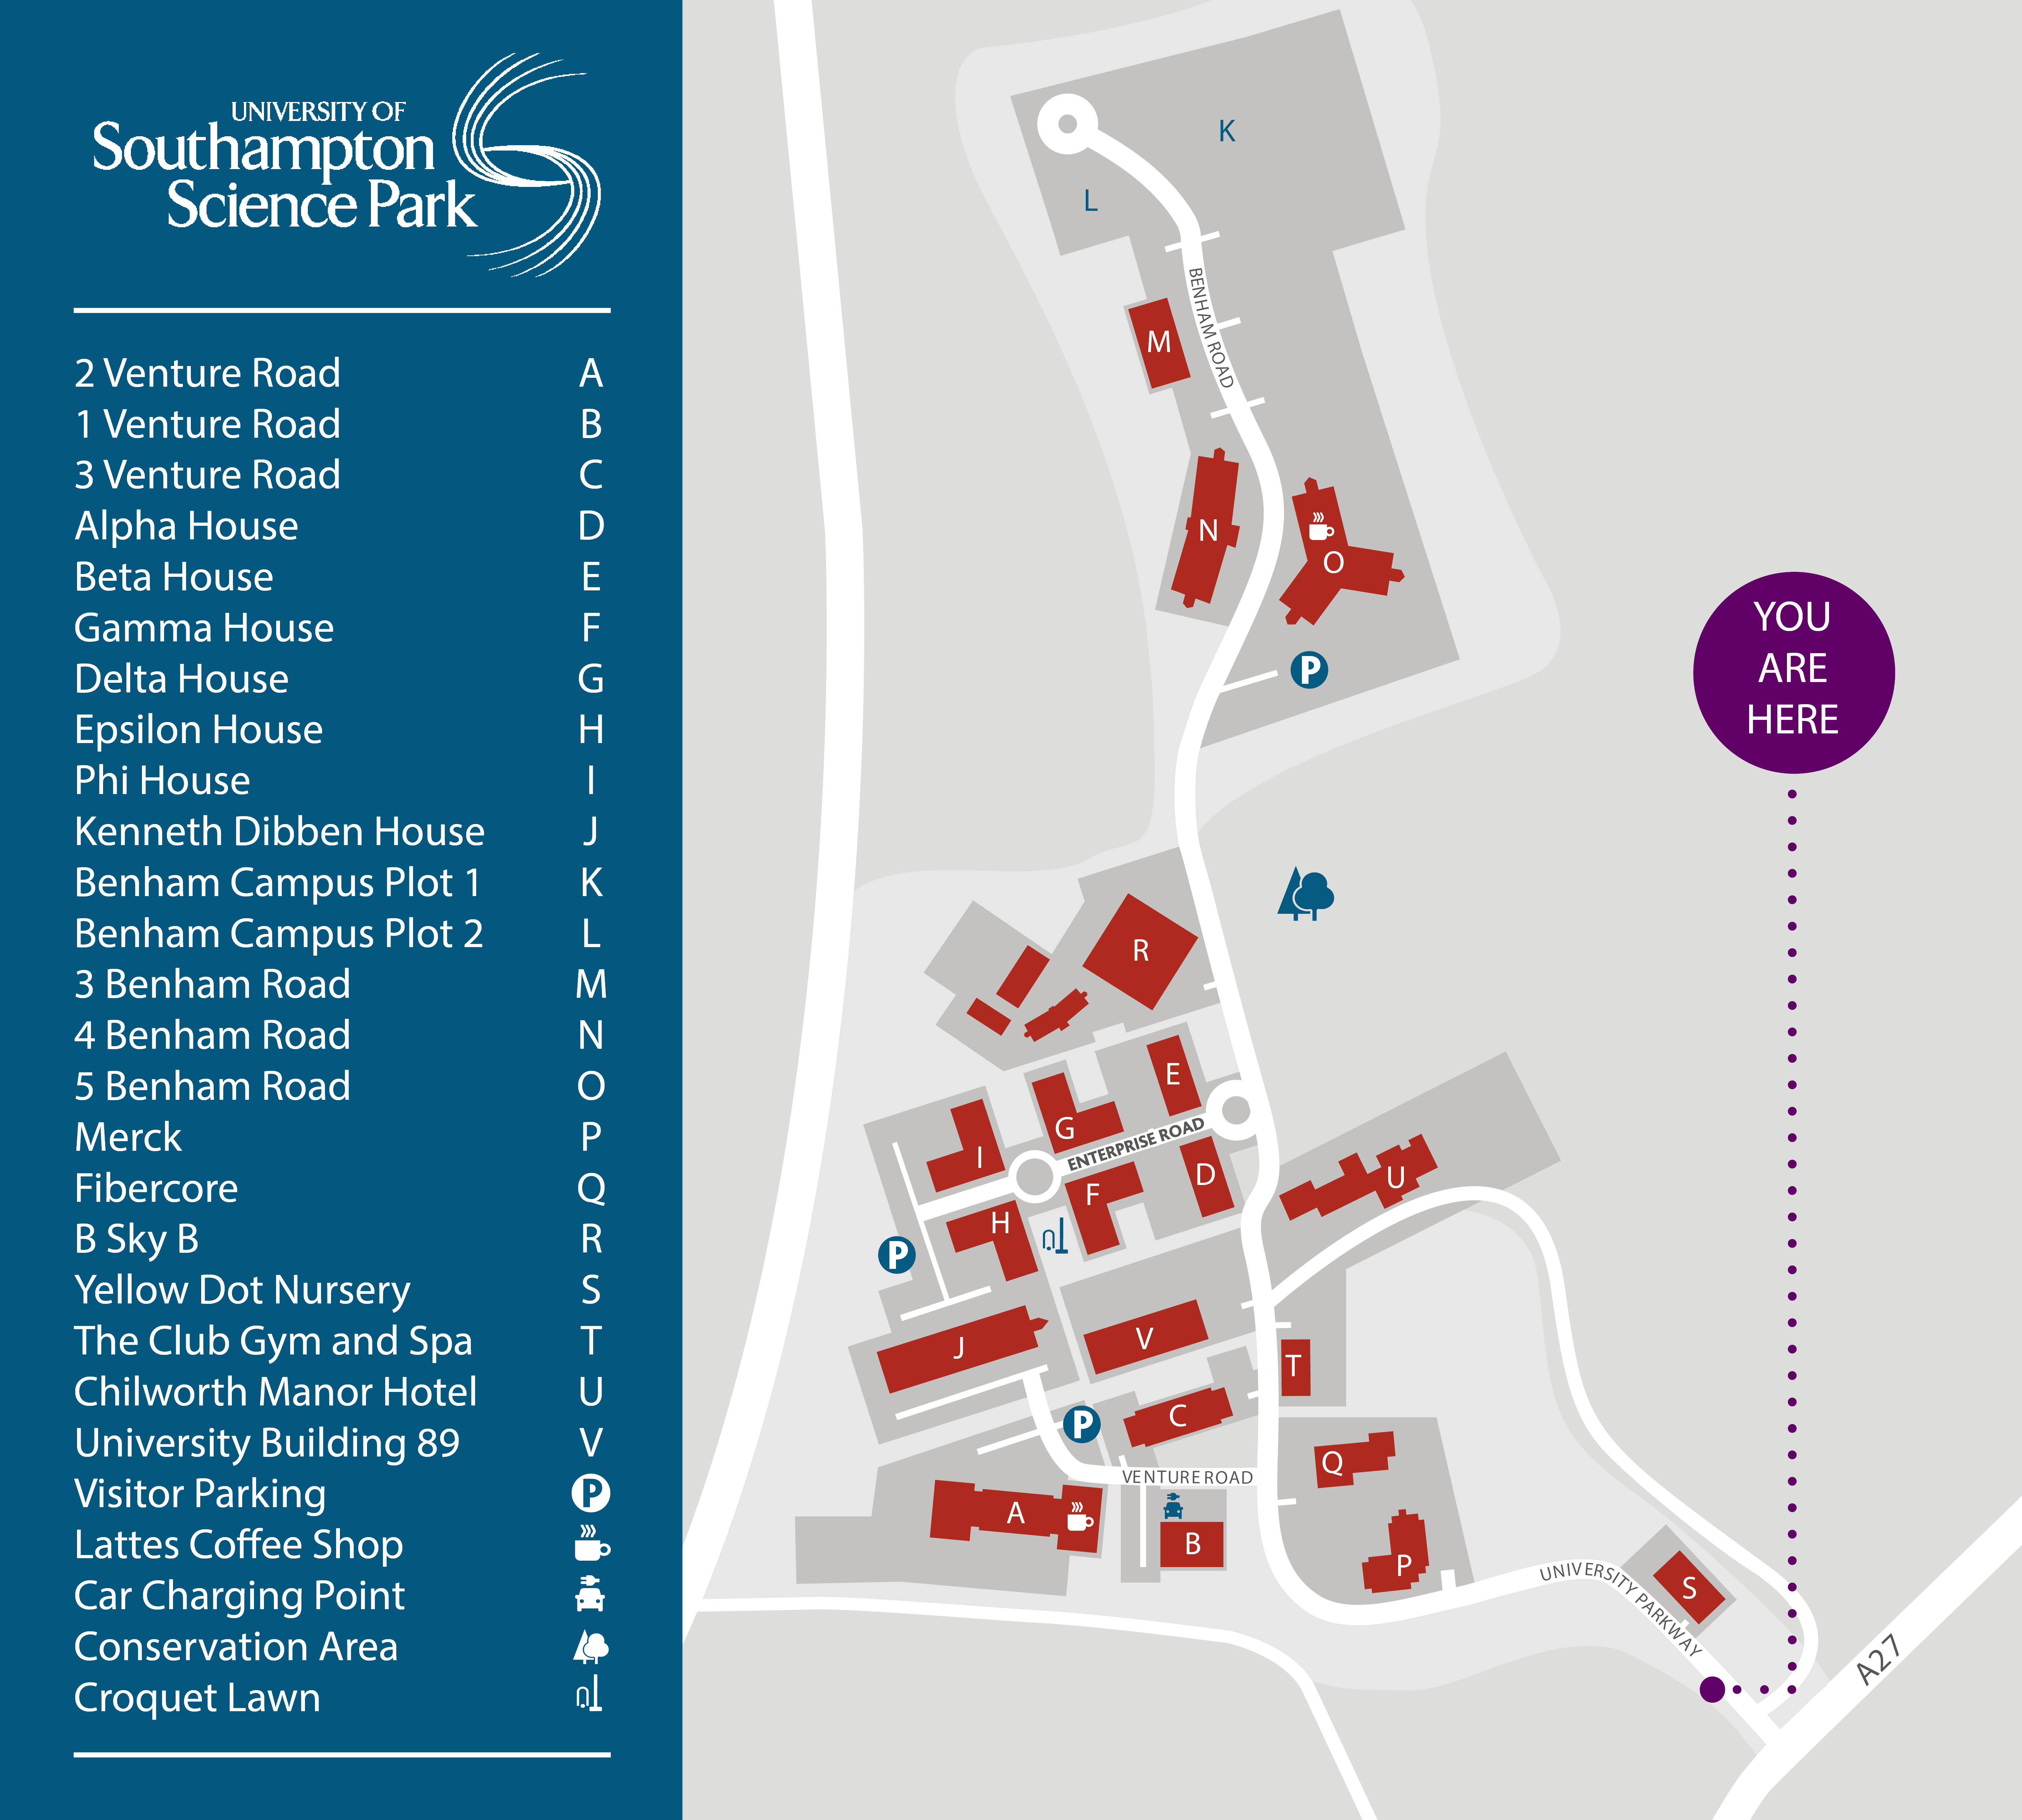 UNIVERSITY OF
Southampton
Science Park
2 Venture Road A
1 Venture Road B
3 Venture Road C
Alpha House D
Beta House E
Gamma House F
Delta House G
Epsilon House H
Phi House I
Kenneth Dibben House J
Benham Campus Plot 1 K
Benham Campus Plot 2 L
3 Benham Road M
4 Benham Road N
5 Benham Road O
Merck P
Fibercore Q
B Sky B R
Yellow Dot Nursery S
The Club Gym and Spa T
Chilworth Manor Hotel U
University Building 89 V
Visitor Parking P
Lattes Coffee Shop
Car Charging Point
Conservation Area
Croquet Lawn
K
L
BENHAM ROAD
M
N
O
P
YOU
ARE
HERE
R
E
G
ENTERPRISE ROAD
I
D
U
F
H
P
V
J
T
C
P
Q
VENTURE ROAD
A
B
P
UNIVERSITY PARKWAY
S
A27